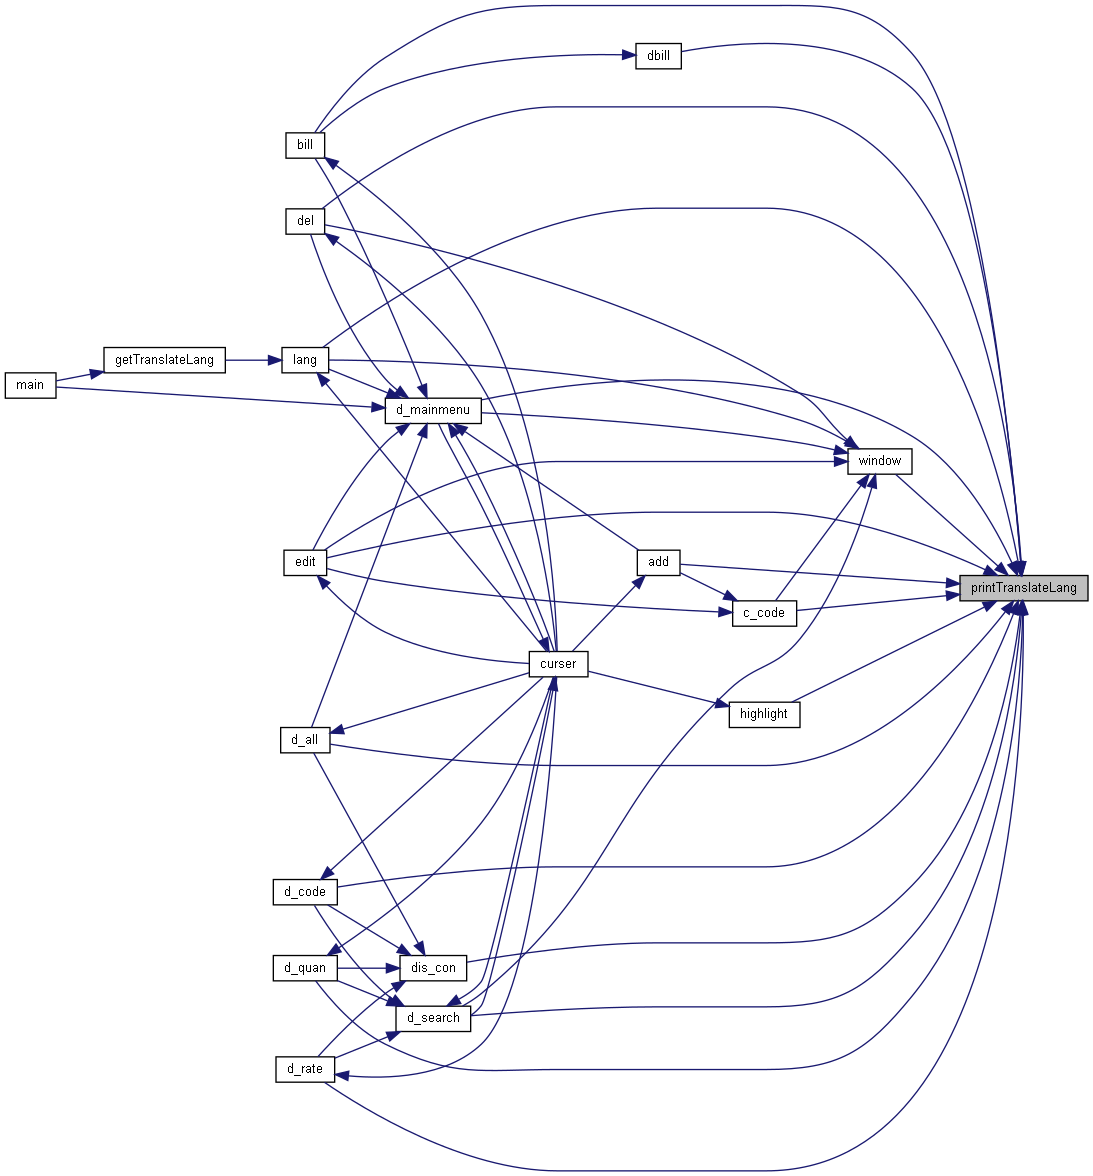 dbill
bill
del
lang
getTranslateLang
main
d_mainmenu
window
edit
add
printTranslateLang
c_code
curser
highlight
d_all
d_code
d_quan
dis_con
d_search
d_rate